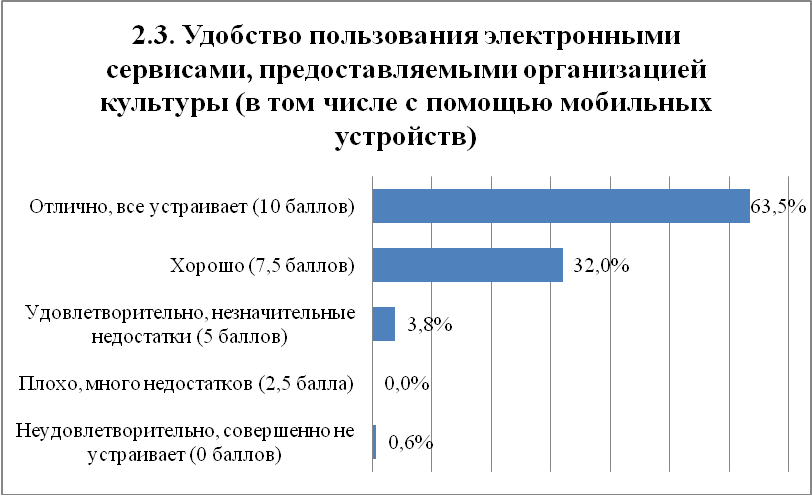 2.3. Удобство пользования электронными
сервисами, предоставляемыми организацией
культуры (в том числе с помощью мобильных
устройств)
Отлично, все устраивает (10 баллов)
63,5%
Хорошо (7,5 баллов)
32,0%
Удовлетворительно, незначительные
недостатки (5 баллов)
3,8%
Плохо, много недостатков (2,5 балла)
0,0%
Неудовлетворительно, совершенно не
устраивает (0 баллов)
0,6%